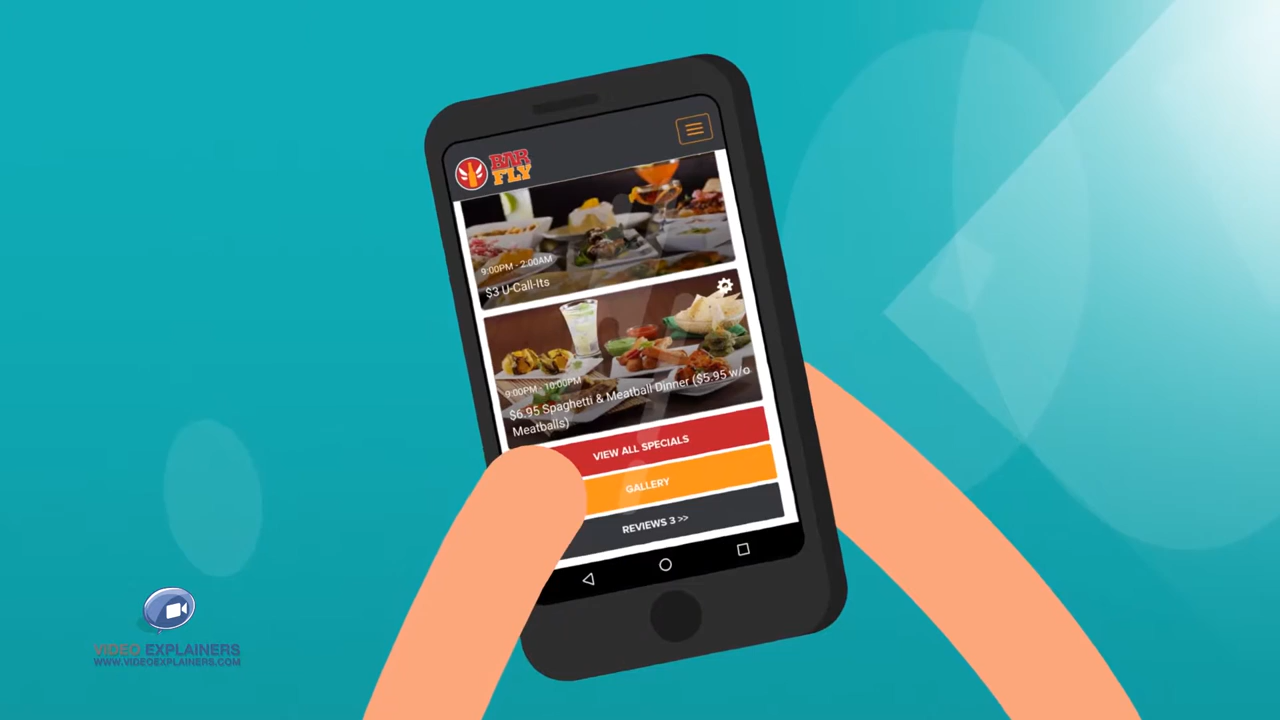 BAR
FLY
9:00PM - 2:00AM
$3 U-Call-Its
9:00PM - 10:00PM
$6.95 Spaghetti & Meatball Dinner ($5.95 w/o
Meatballs)
VIEW ALL SPECIALS
GALLERY
REVIEWS 3 >>
VIDEO EXPLAINERS
WWW.VIDEOEXPLAINERS.COM